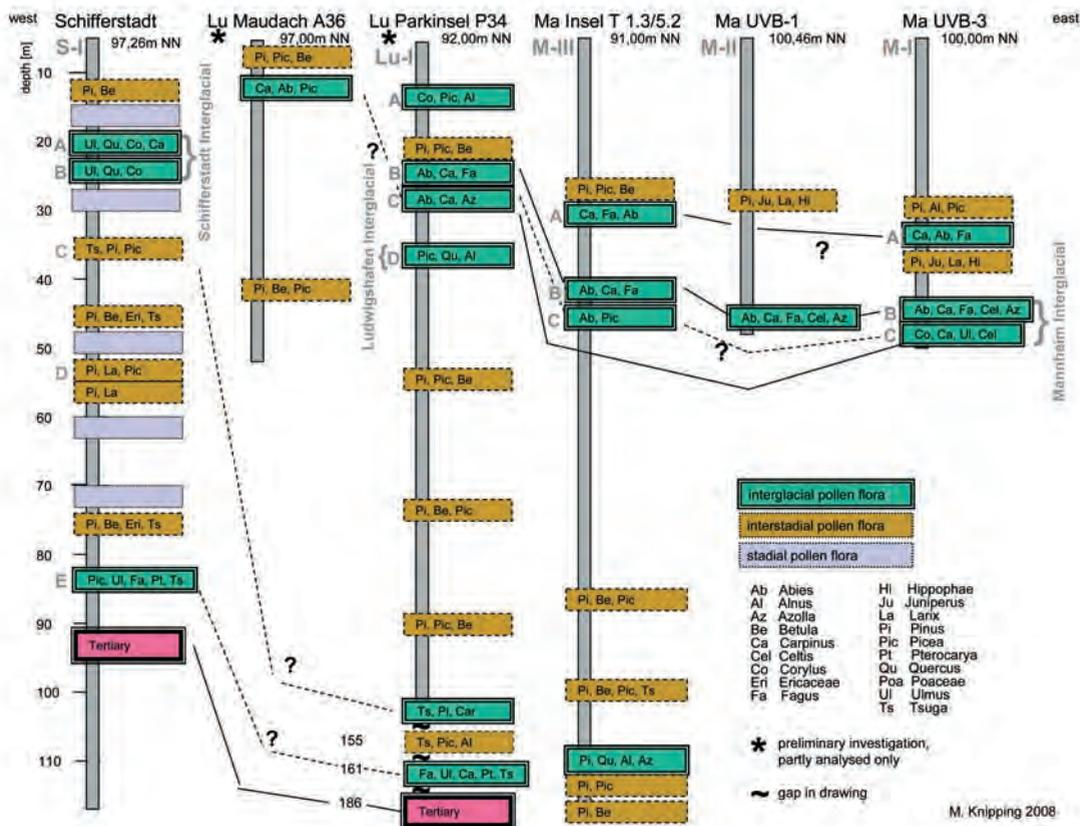 west
Schifferstadt
Lu Maudach A36
Lu Parkinsel P34
Ma Insel T 1.3/5.2
Ma UVB-1
Ma UVB-3
east
S-I
97,26m NN
*
97,00m NN
*
92,00m NN
Lu-I
91,00m NN
M-III
100,46m NN
M-II
100,00m NN
M-I
depth [m]
10
20
30
40
50
60
70
80
90
100
110
Pi, Be
A
Ul, Qu, Co, Ca
B
Ul, Qu, Co
}
Schifferstadt Interglacial
C
Ts, Pi, Pic
Pi, Be, Eri, Ts
D
Pi, La, Pic
Pi, La
Pi, Be, Eri, Ts
E
Pic, Ul, Fa, Pt, Ts
Tertiary
Pi, Pic, Be
Ca, Ab, Pic
Pi, Be, Pic
?
?
?
A
Co, Pic, Al
Pi, Pic, Be
B
Ab, Ca, Fa
C
Ab, Ca, Az
{D
Pic, Qu, Al
Ludwigshafen Interglacial
Pi, Pic, Be
Pi, Be, Pic
Pi, Pic, Be
Ts, Pi, Car
155
Ts, Pic, Al
161
Fa, Ul, Ca, Pt, Ts
186
Tertiary
Pi, Pic, Be
A
Ca, Fa, Ab
B
Ab, Ca, Fa
C
Ab, Pic
Pi, Be, Pic
Pi, Be, Pic, Ts
Pi, Qu, Al, Az
Pi, Pic
Pi, Be
Pi, Ju, La, Hi
?
Ab, Ca, Fa, Cel, Az
?
Pi, Al, Pic
A
Ca, Ab, Fa
Pi, Ju, La, Hi
B
Ab, Ca, Fa, Cel, Az
C
Co, Ca, Ul, Cel
}
Mannheim Interglacial
interglacial pollen flora
interstadial pollen flora
stadial pollen flora
Ab Abies
Al Alnus
Az Azolla
Be Betula
Ca Carpinus
Cel Celtis
Co Corylus
Eri Ericaceae
Fa Fagus
Hi Hippophae
Ju Juniperus
La Larix
Pi Pinus
Pic Picea
Pt Pterocarya
Qu Quercus
Poa Poaceae
Ul Ulmus
Ts Tsuga
* preliminary investigation,
partly analysed only
~ gap in drawing
M. Knipping 2008